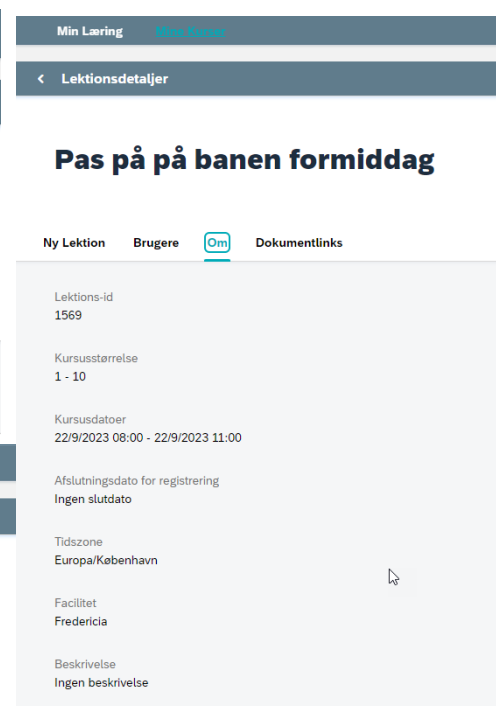 Min Læring Mine Kurser
Lektionsdetaljer
Pas på på banen formiddag
Ny Lektion Brugere Om Dokumentlinks
Lektions-id
1569
Kursusstørrelse
1 - 10
Kursusdatoer
22/9/2023 08:00 - 22/9/2023 11:00
Afslutningsdato for registrering
Ingen slutdato
Tidszone
Europa/København
Facilitet
Fredericia
Beskrivelse
Ingen beskrivelse